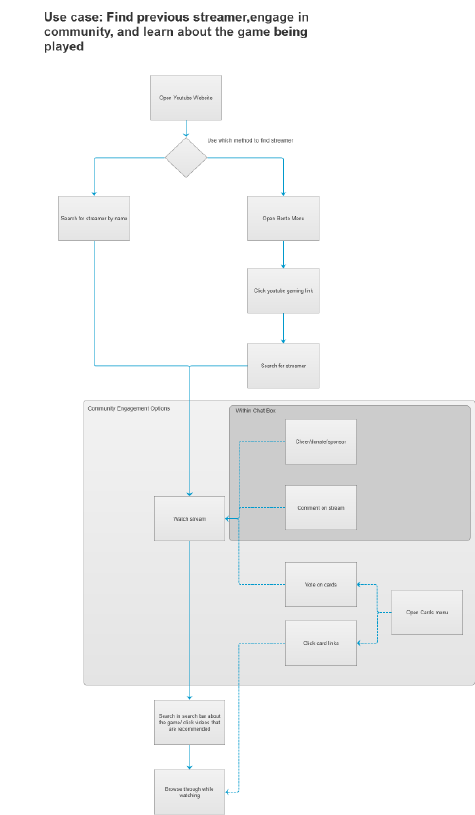 Use case: Find previous streamer,engage in
community, and learn about the game being
played
Open Youtube Website
Use which method to find streamer
Search for streamer by name
Open Menu
Click youtube gaming link
Search for streamer
Community Engagement Options
Within Chat Box
Cheer/donate/sponsor
Comment on stream
Watch stream
Vote on cards
Open Cards menu
Click card links
Search in search bar about
the game/ click videos that
are recommended
Browse through while
watching